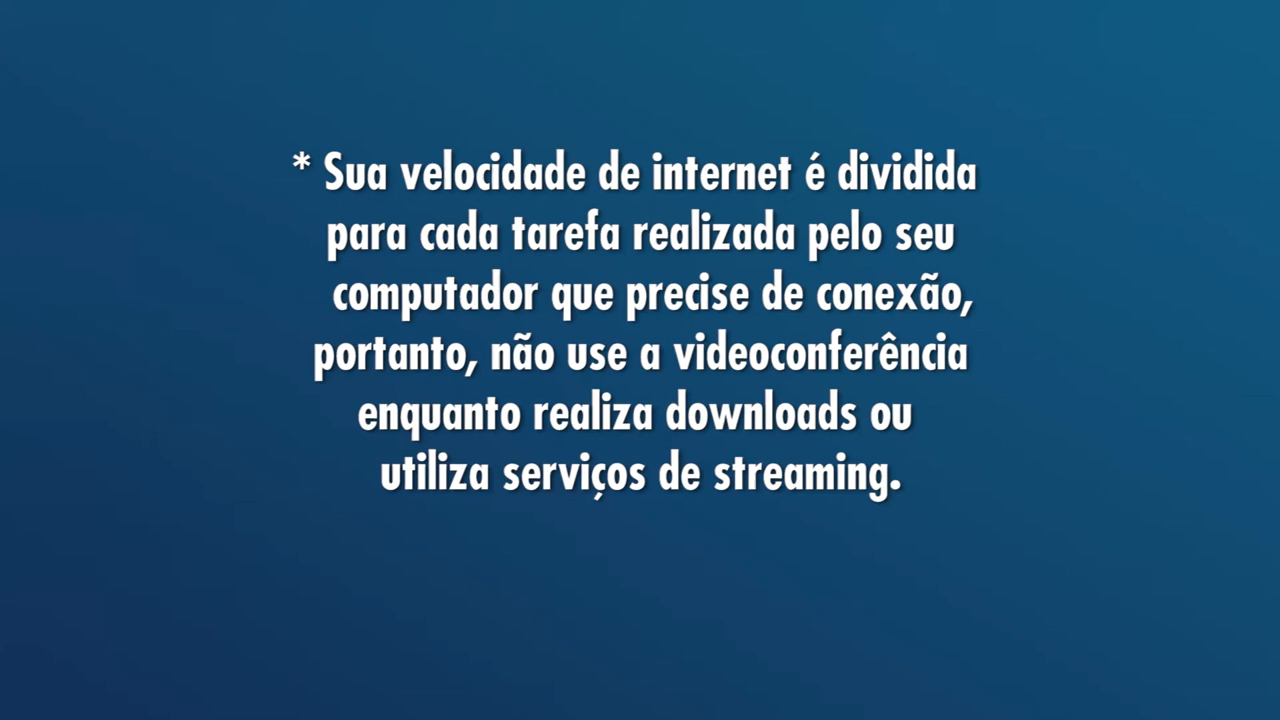 * Sua velocidade de internet é dividida
para cada tarefa realizada pelo seu
computador que precise de conexão,
portanto, não use a videoconferência
enquanto realiza downloads ou
utiliza serviços de streaming.